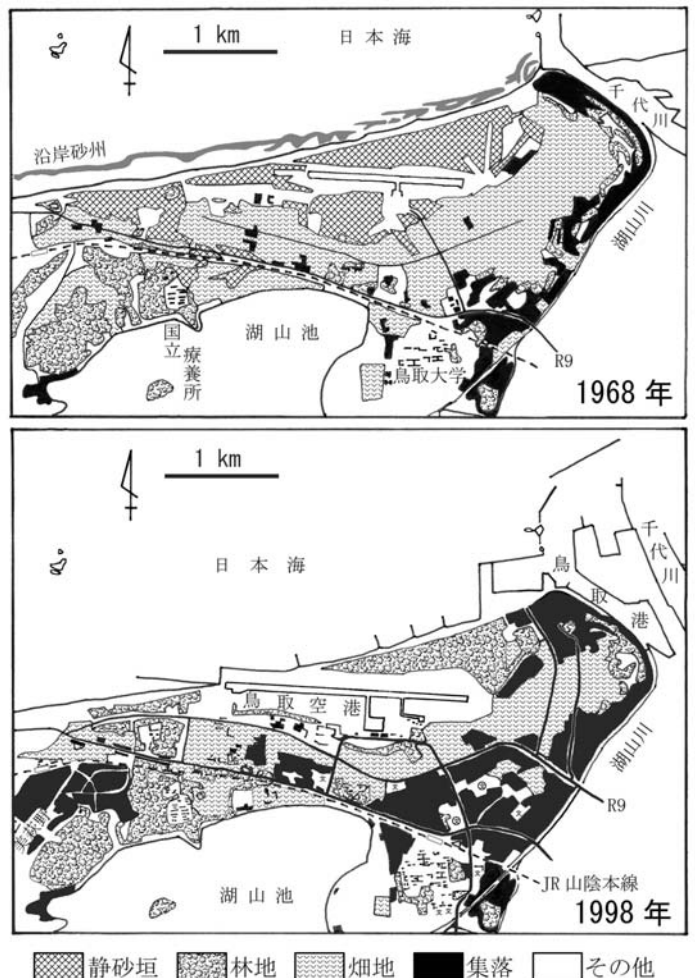 1 km
日本海
千代川
沿岸砂州
三山湖
湖山池
国立
療養所
鳥取大学
R9
1968 年
1 km
日本海
千代川
鳥取港
鳥取空港
三山湖
R9
JR 山陰本線
湖山池
1998 年
静砂垣
林地
畑地
集落
その他